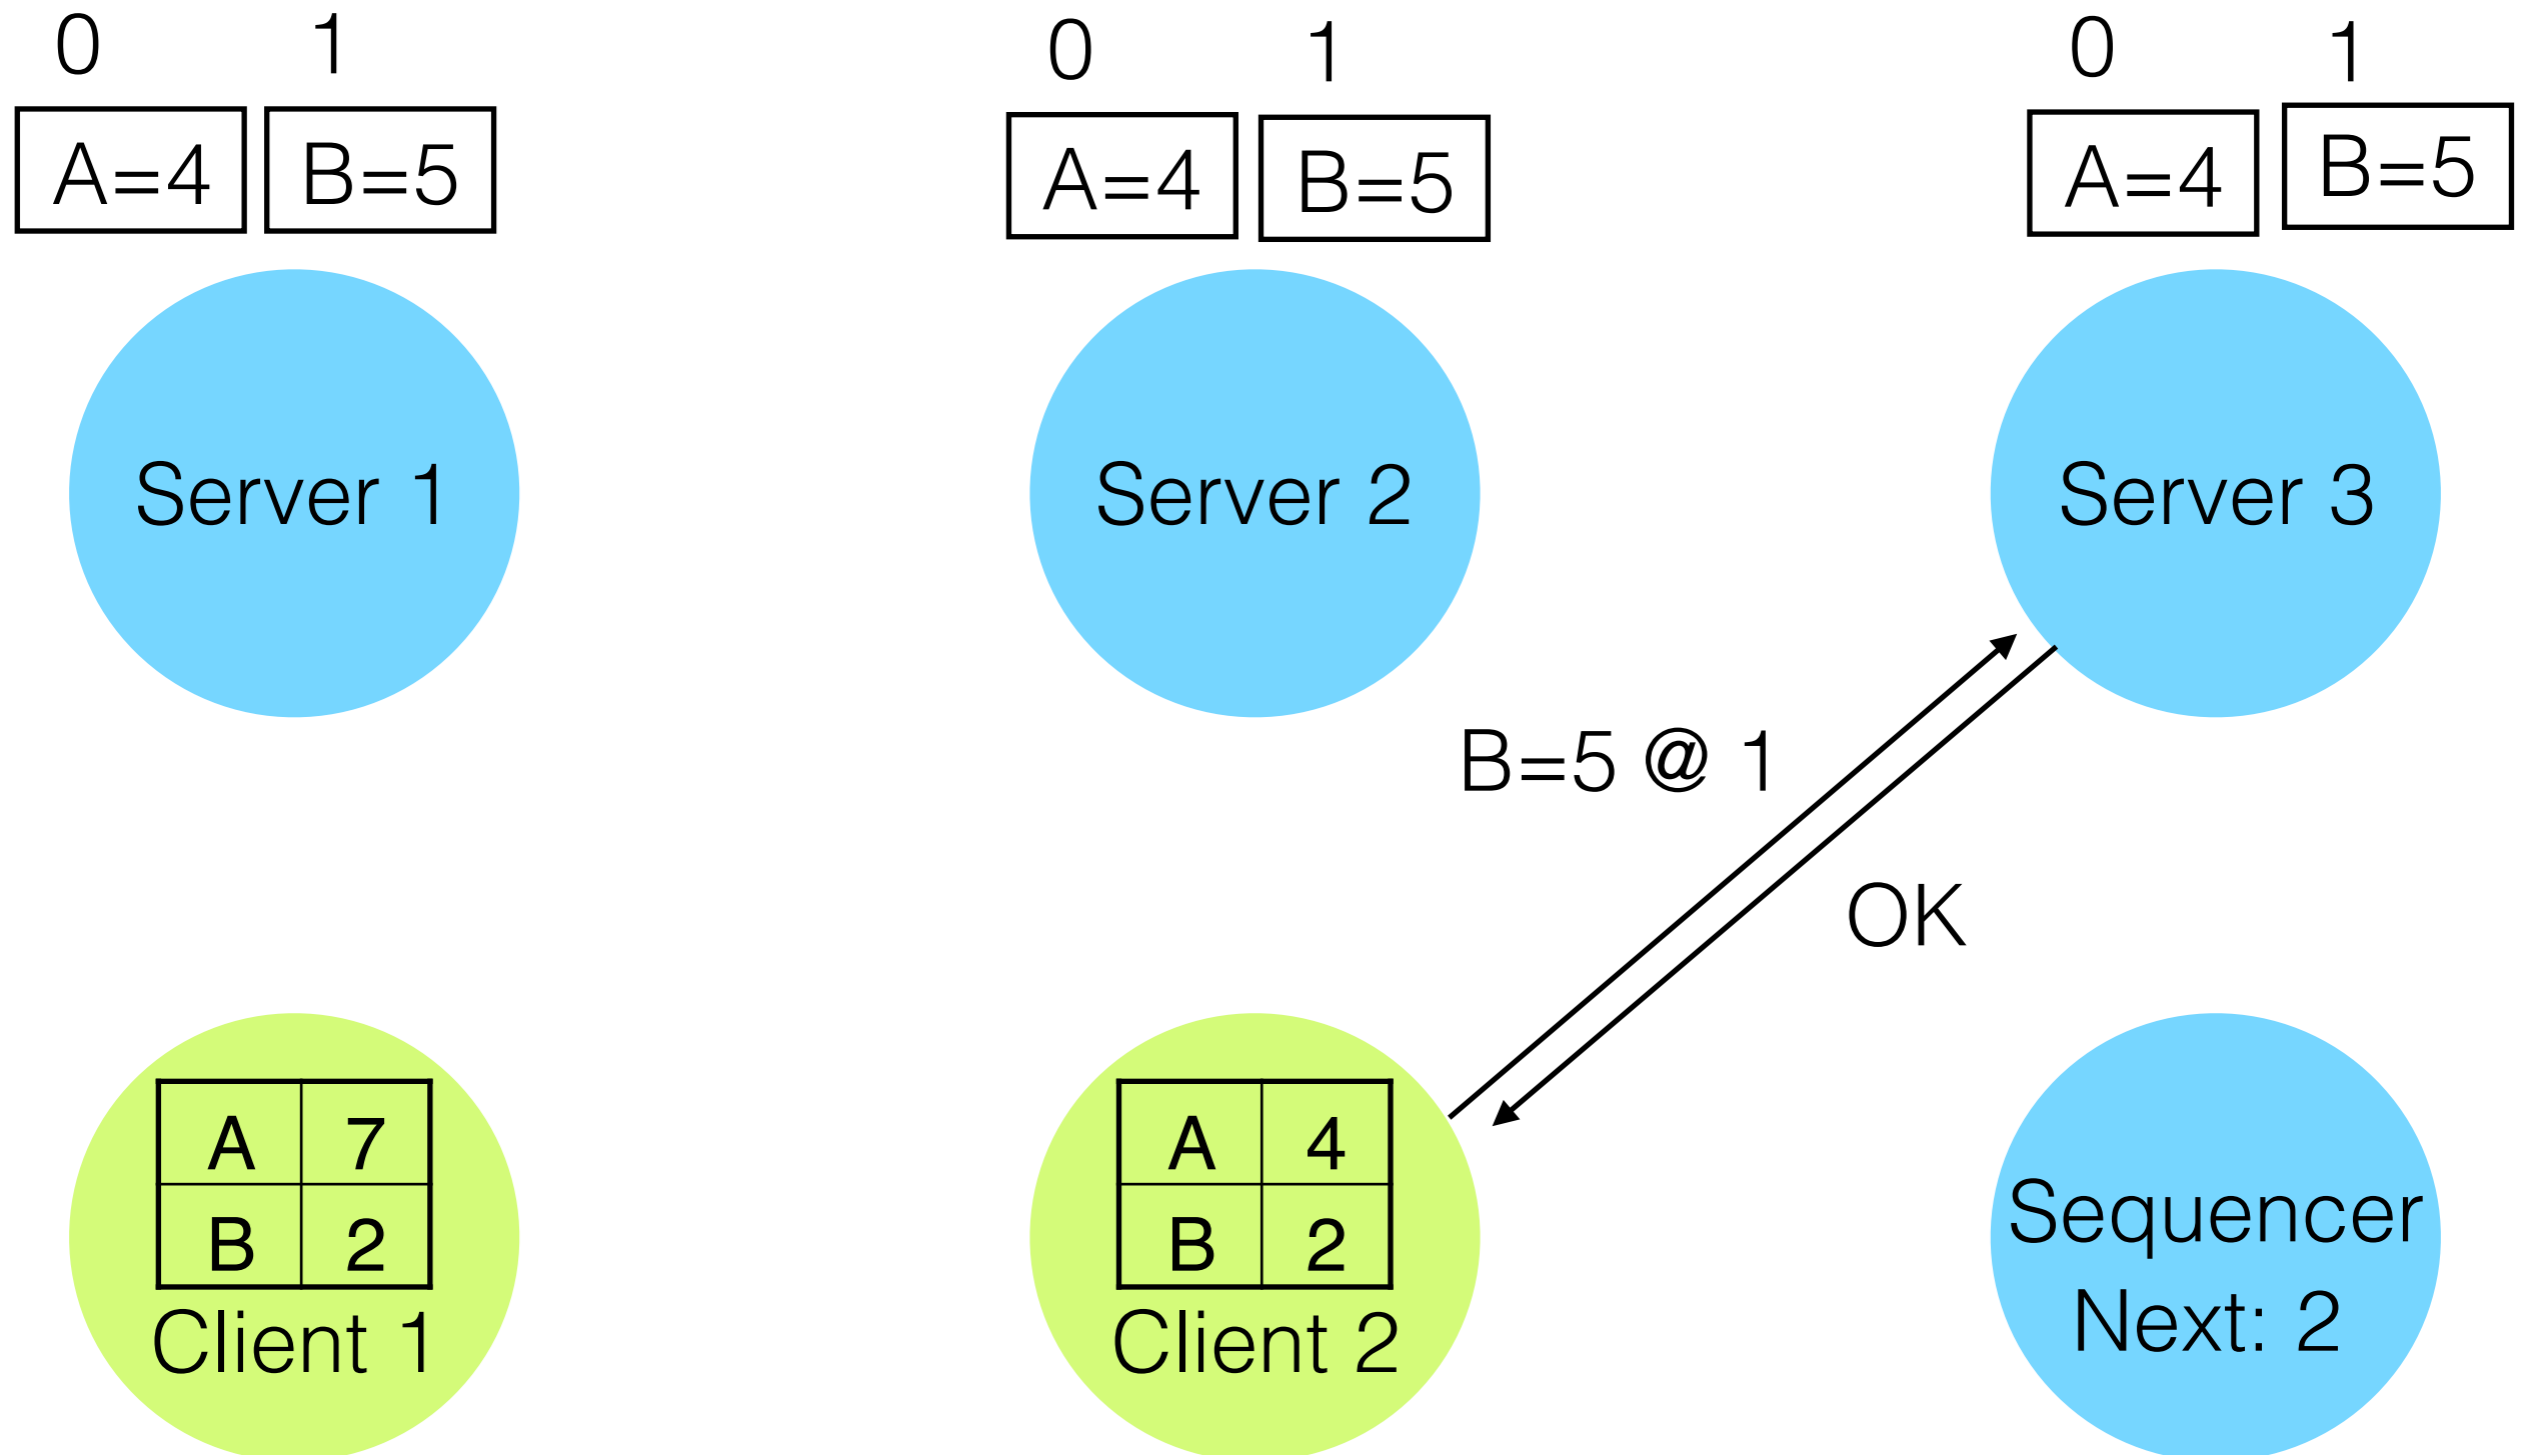 0 1
A=4 B=5
0 1
A=4 B=5
0 1
A=4 B=5
Server 1
Server 2
Server 3
B=5 @ 1
OK
A 7
B 2
Client 1
A 4
B 2
Client 2
Sequencer
Next: 2